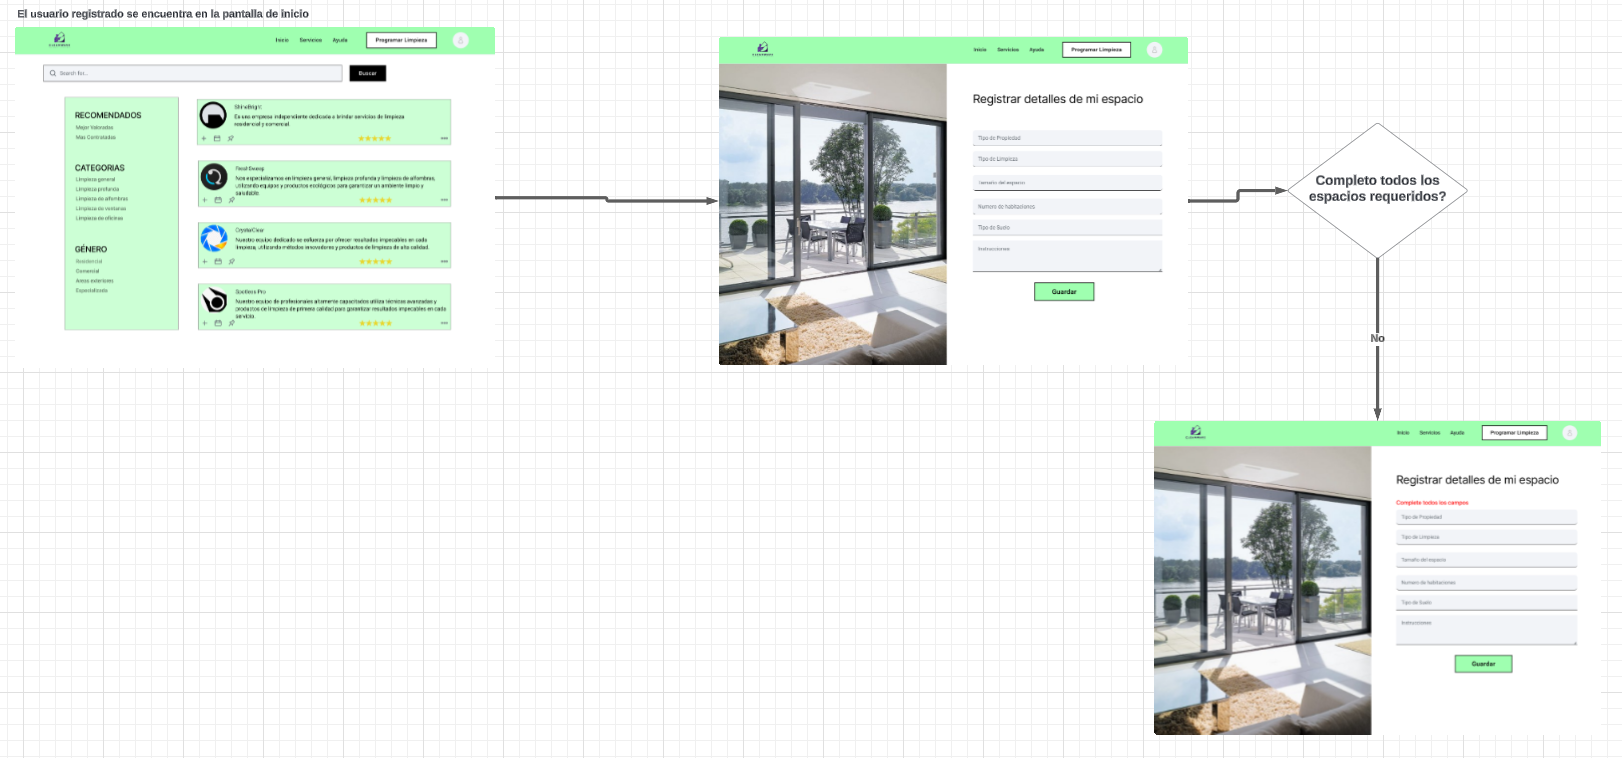 El usuario registrado se encuentra en la pantalla de inicio
Inicio Servicios Ayuda Programar Limpieza
Search for...
Buscar
RECOMENDADOS
Mejor Valorados
Mas Contratados
CATEGORIAS
Limpieza general
Limpieza profunda
Limpieza de alfombras
Limpieza de ventanas
Limpieza de oficinas
GÉNERO
Residencial
Comercial
Areas exteriores
Especializada
ShineBright
Es una empresa independiente dedicada a brindar servicios de limpieza
residencial y comercial.
Nos especializamos en limpieza general, limpieza profunda y limpieza de alfombras,
utilizando equipos y productos ecológicos para garantizar un ambiente limpio y
saludable.
CrystalClear
Nuestro equipo dedicado se esfuerza por ofrecer resultados impecables en cada
limpieza, utilizando métodos innovadores y productos de limpieza de alta calidad.
Spotless Pro
Nuestro equipo de profesionales altamente capacitados utiliza técnicas avanzadas y
productos de limpieza de primera calidad para garantizar resultados impecables en cada
servicio.
Inicio Servicios Ayuda Programar Limpieza
Registrar detalles de mi espacio
Tipo de Propiedad
Tipo de Limpieza
Tamaño del espacio
Numero de habitaciones
Tipo de Suelo
Instrucciones
Guardar
Completo todos los
espacios requeridos?
No
Inicio Servicios Ayuda Programar Limpieza
Registrar detalles de mi espacio
Complete todos los campos
Tipo de Propiedad
Tipo de Limpieza
Tamaño del espacio
Numero de habitaciones
Tipo de Suelo
Instrucciones
Guardar